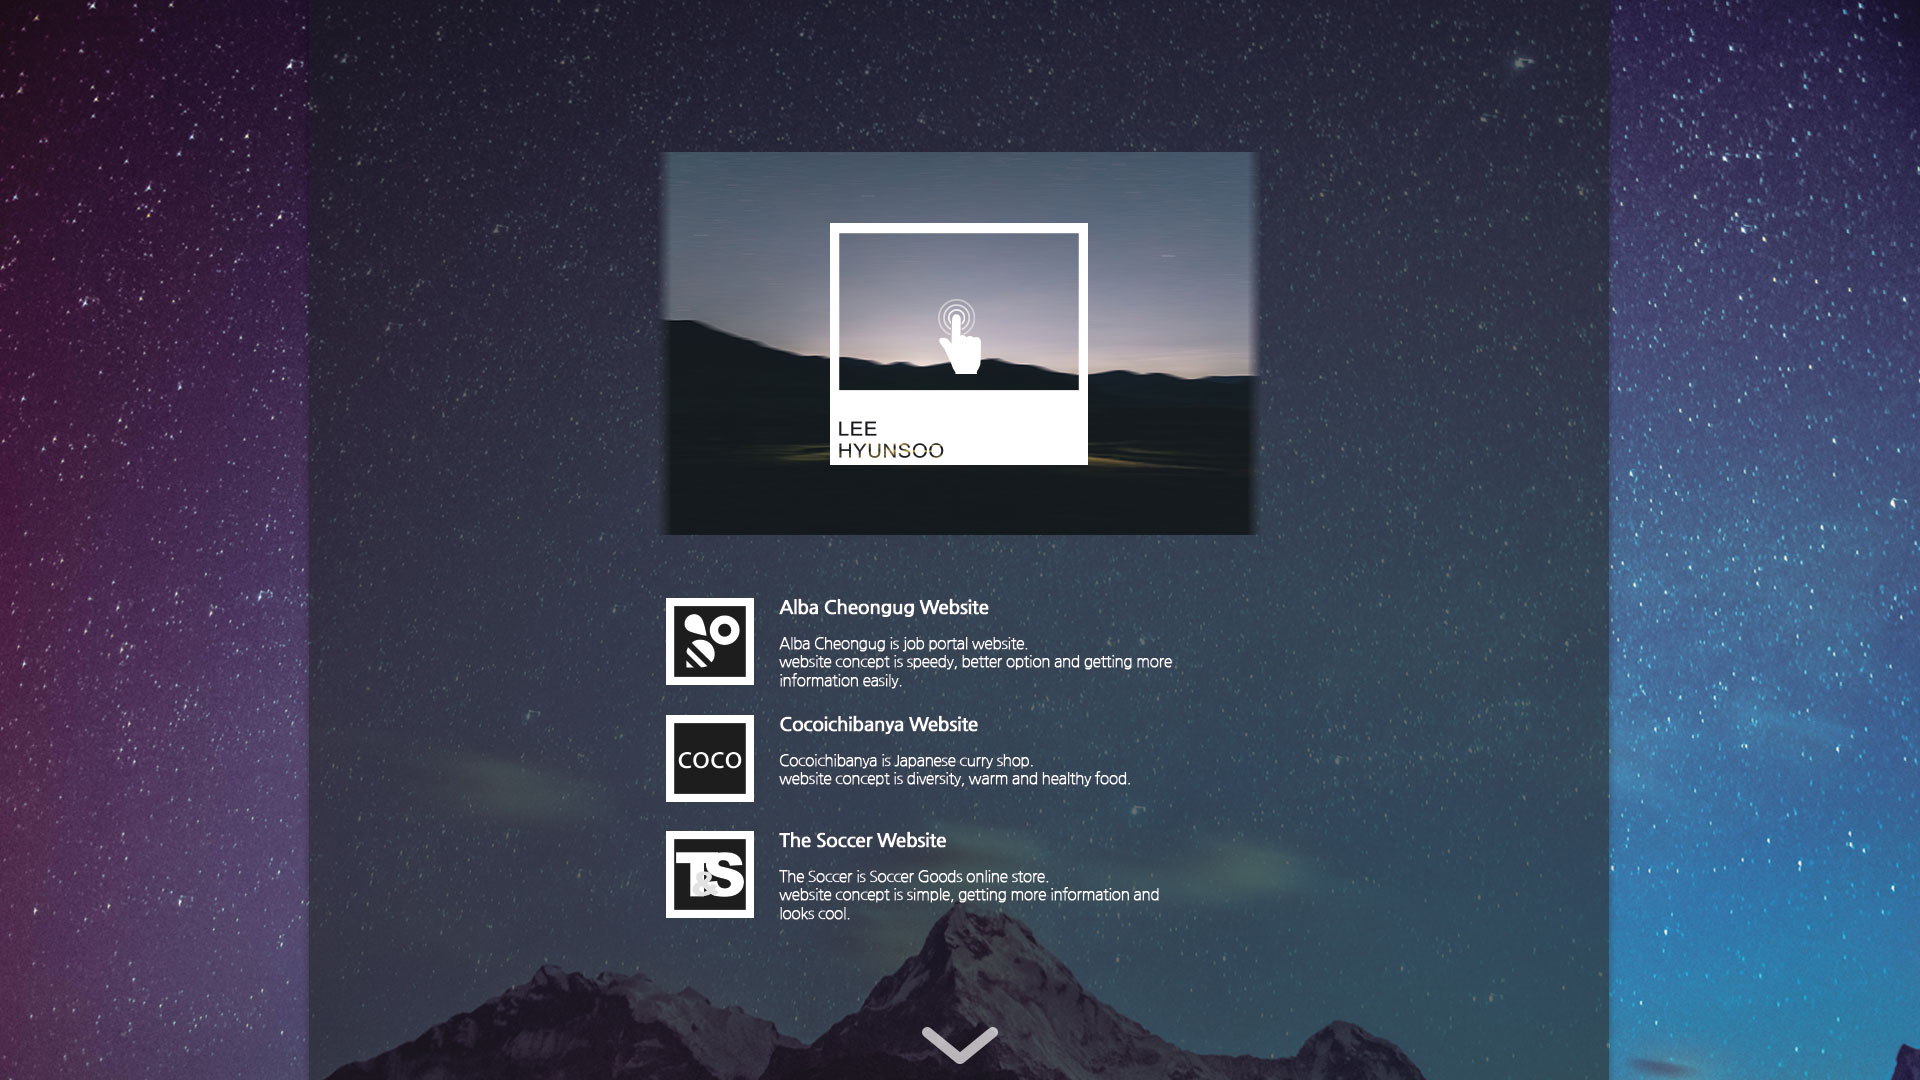 LEE
HYUNSOO
Alba Cheongug Website
Alba Cheongug is job portal website.
website concept is speedy, better option and getting more
information easily.
COCO
Cocoichibanya Website
Cocoichibanya is Japanese curry shop.
website concept is diversity, warm and healthy food.
T&S
The Soccer Website
The Soccer is Soccer Goods online store.
website concept is simple, getting more information and
looks cool.